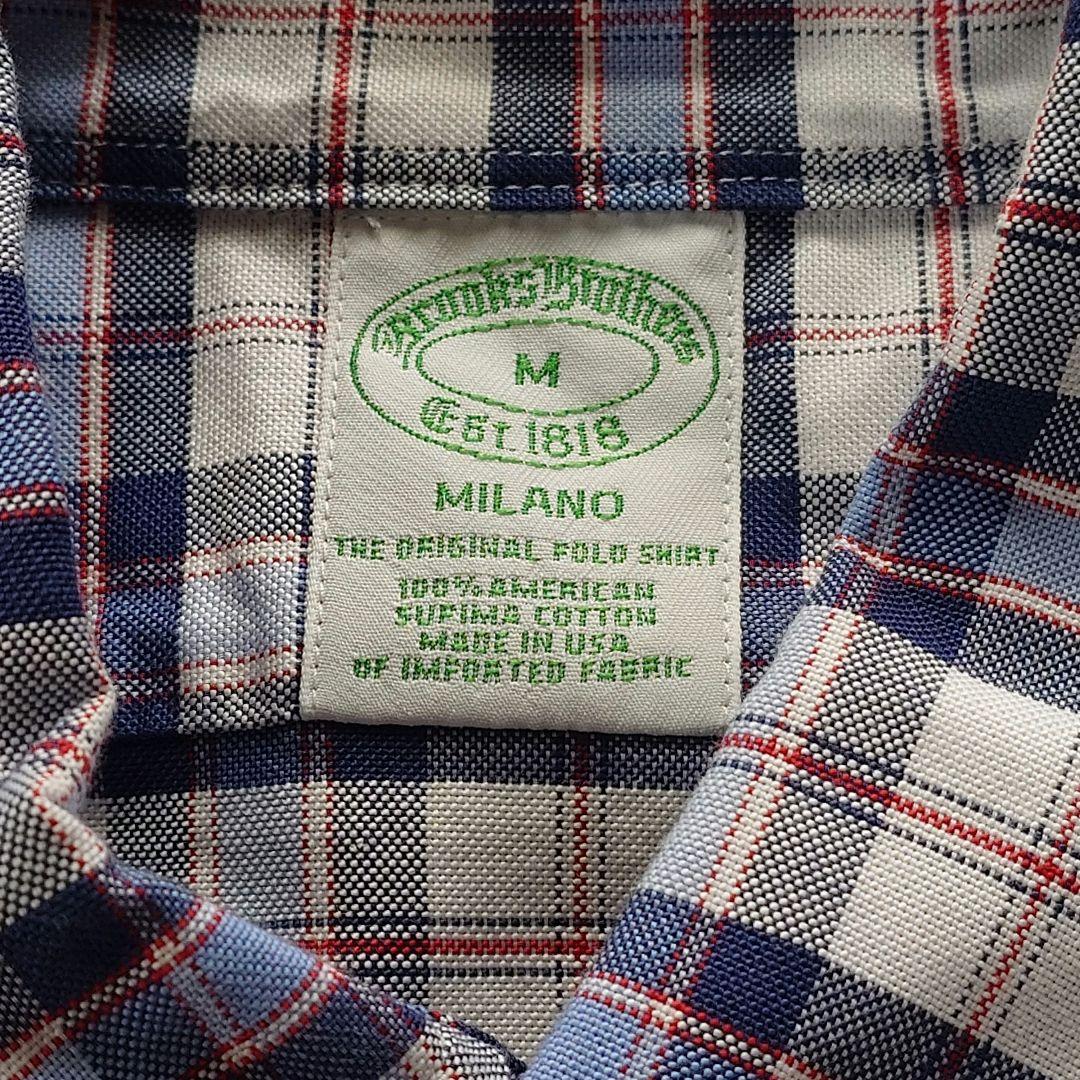 Brooks Brothers
M
Est. 1818
MILANO
THE ORIGINAL POLO SHIRT
100% AMERICAN
SUPIMA COTTON
MADE IN USA
OF IMPORTED FABRIC